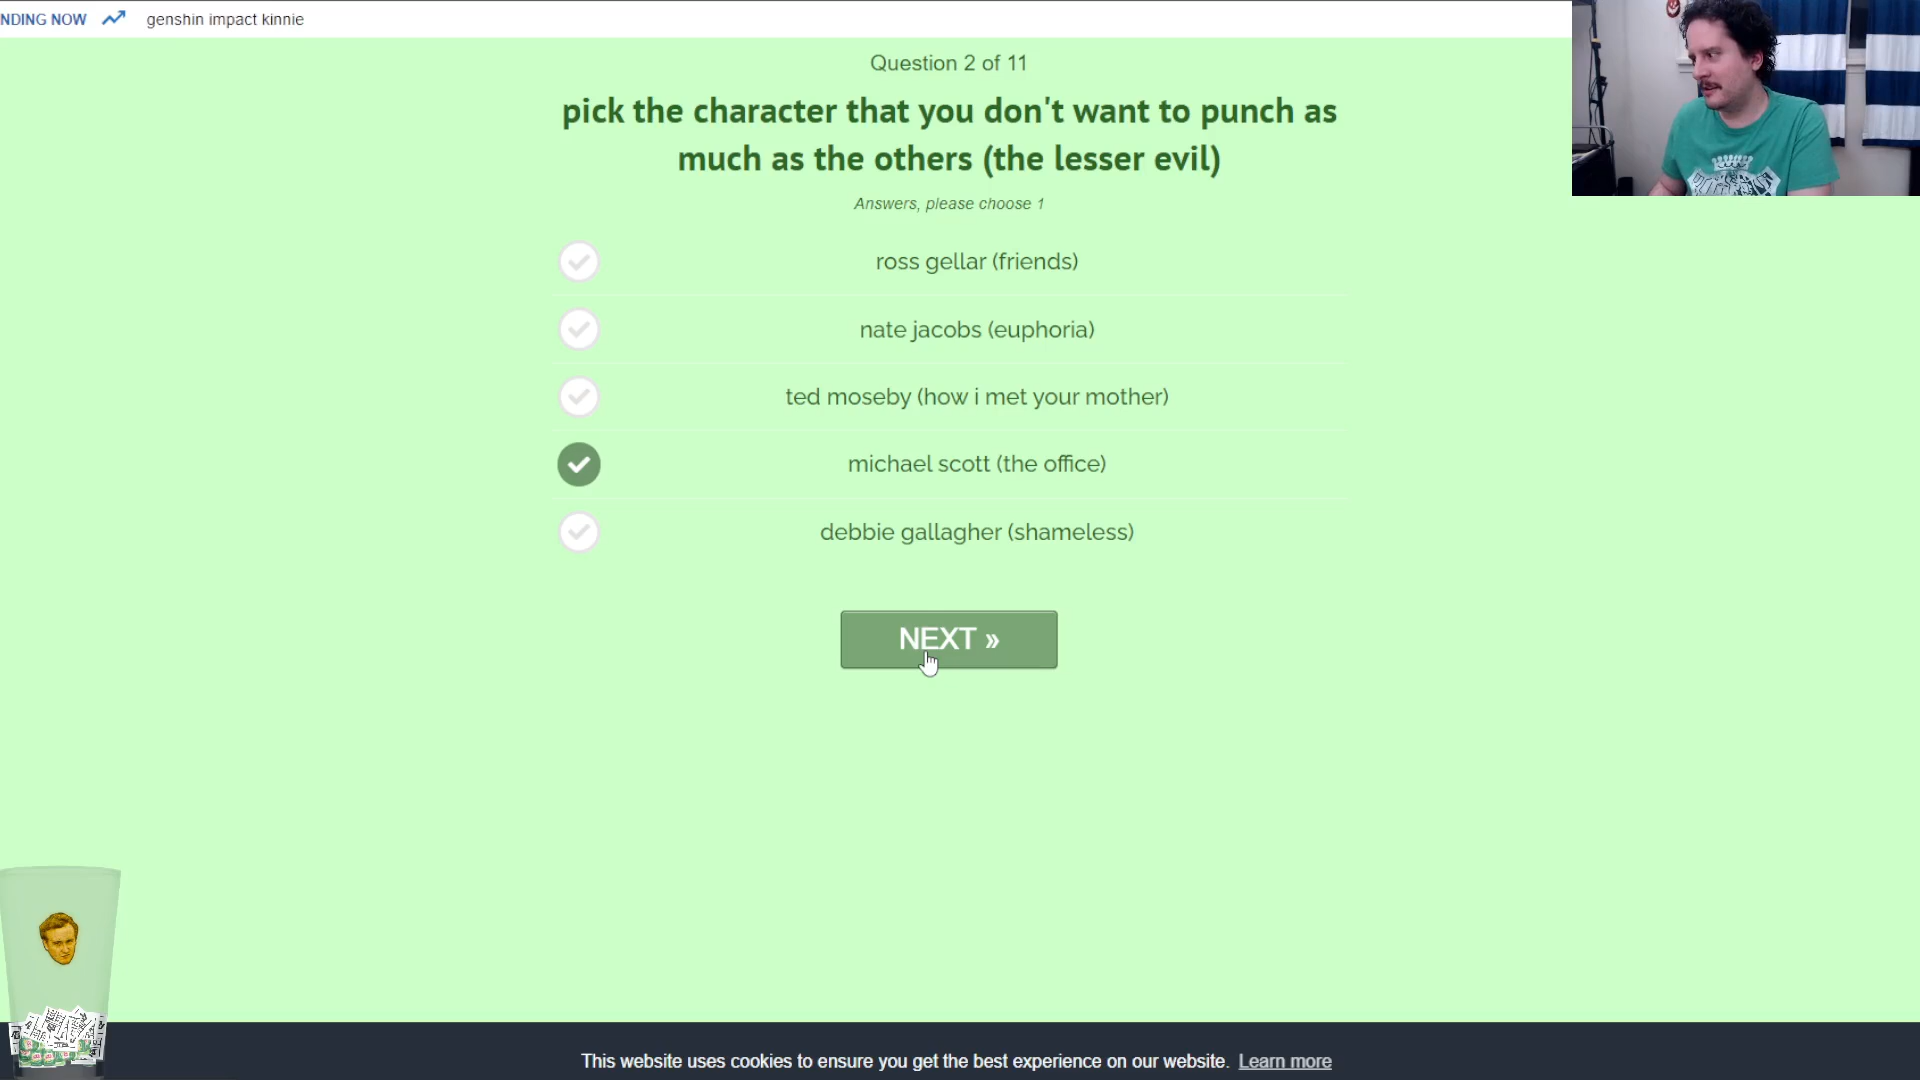 NDING NOW
genshin impact kinnie
Question 2 of 11
pick the character that you don't want to punch as
much as the others (the lesser evil)
Answers, please choose 1
ross gellar (friends)
nate jacobs (euphoria)
ted moseby (how i met your mother)
michael scott (the office)
debbie gallagher (shameless)
NEXT »
This website uses cookies to ensure you get the best experience on our website. Learn more